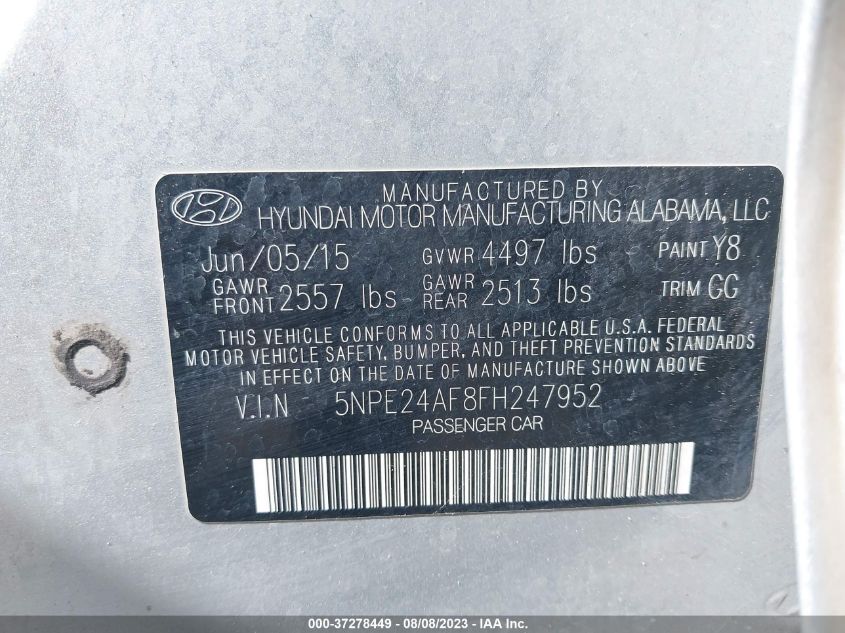 MANUFACTURED BY
HYUNDAI MOTOR MANUFACTURING ALABAMA, LLC
Jun/05/15 GVWR 4497 lbs PAINT Y8
GAWR FRONT 2557 lbs GAWR REAR 2513 lbs TRIM GG
THIS VEHICLE CONFORMS TO ALL APPLICABLE U.S.A. FEDERAL
MOTOR VEHICLE SAFETY, BUMPER, AND THEFT PREVENTION STANDARDS
IN EFFECT ON THE DATE OF MANUFACTURE SHOWN ABOVE
V.I.N 5NPE24AF8FH247952
PASSENGER CAR
000-37278449 - 08/08/2023 - IAA Inc.